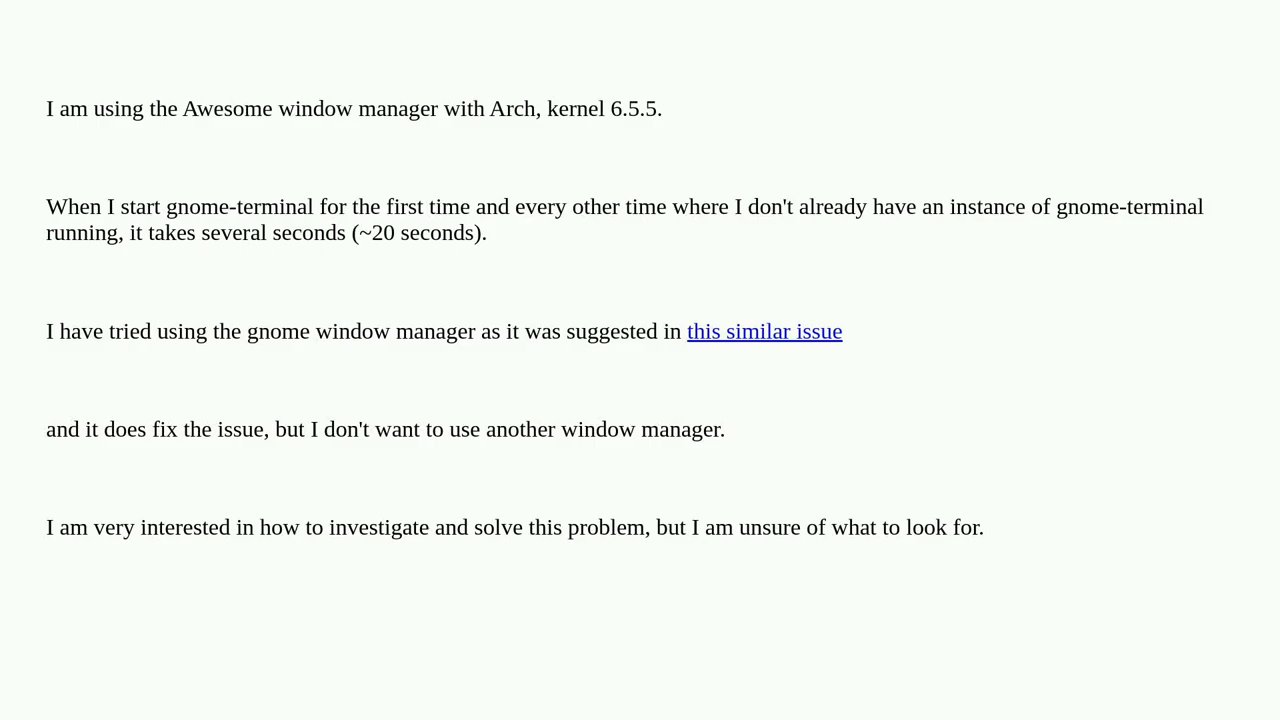 I am using the Awesome window manager with Arch, kernel 6.5.5.
When I start gnome-terminal for the first time and every other time where I don't already have an instance of gnome-terminal
running, it takes several seconds (~20 seconds).
I have tried using the gnome window manager as it was suggested in this similar issue
and it does fix the issue, but I don't want to use another window manager.
I am very interested in how to investigate and solve this problem, but I am unsure of what to look for.